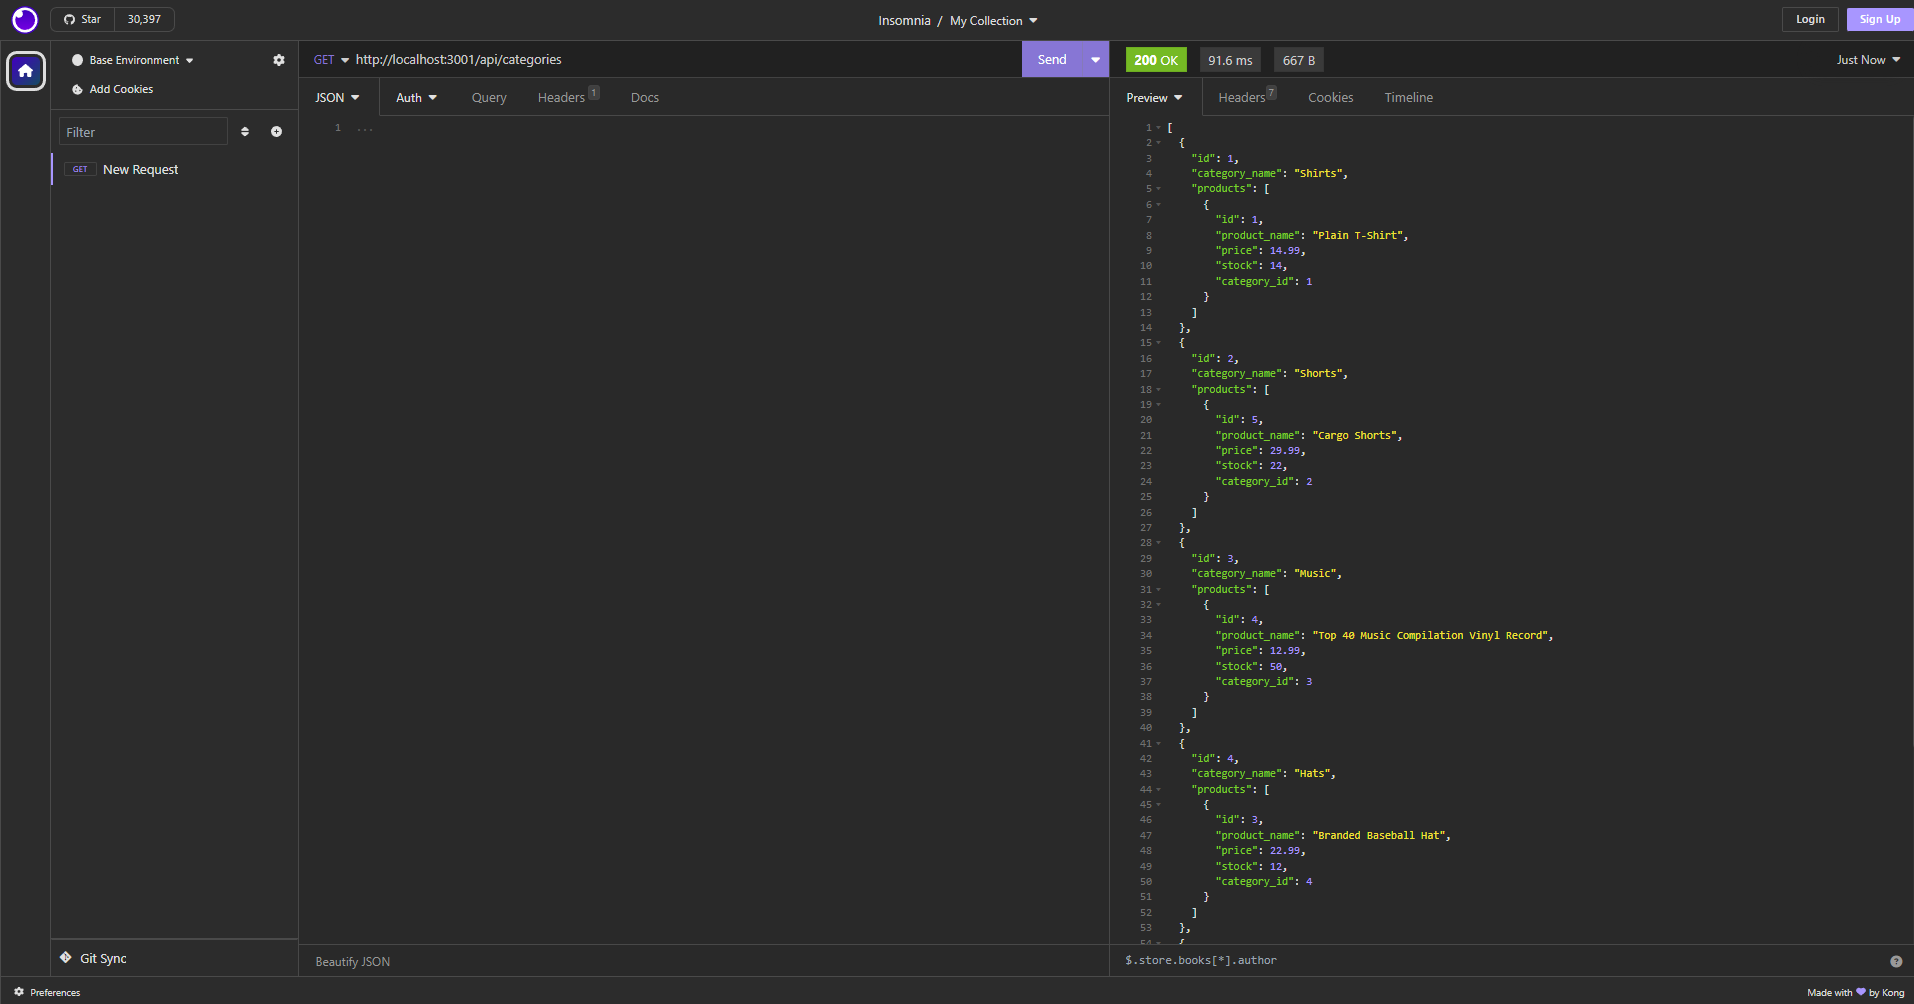 Star 30,397
Insomnia / My Collection
Login Sign Up
Base Environment
Add Cookies
Filter
GET New Request
Git Sync
Preferences
GET http://localhost:3001/api/categories Send
JSON Auth Query Headers 1 Docs
1 ...
Beautify JSON
200 OK 91.6 ms 667 B Just Now
Preview Headers 7 Cookies Timeline
1 [
2 {
3 "id": 1,
4 "category_name": "Shirts",
5 "products": [
6 {
7 "id": 1,
8 "product_name": "Plain T-Shirt",
9 "price": 14.99,
10 "stock": 14,
11 "category_id": 1
12 }
13 ]
14 },
15 {
16 "id": 2,
17 "category_name": "Shorts",
18 "products": [
19 {
20 "id": 5,
21 "product_name": "Cargo Shorts",
22 "price": 29.99,
23 "stock": 22,
24 "category_id": 2
25 }
26 ]
27 },
28 {
29 "id": 3,
30 "category_name": "Music",
31 "products": [
32 {
33 "id": 4,
34 "product_name": "Top 40 Music Compilation Vinyl Record",
35 "price": 12.99,
36 "stock": 50,
37 "category_id": 3
38 }
39 ]
40 },
41 {
42 "id": 4,
43 "category_name": "Hats",
44 "products": [
45 {
46 "id": 3,
47 "product_name": "Branded Baseball Hat",
48 "price": 22.99,
49 "stock": 12,
50 "category_id": 4
51 }
52 ]
53 },
54 {
$.store.books[*].author
Made with 💜 by Kong